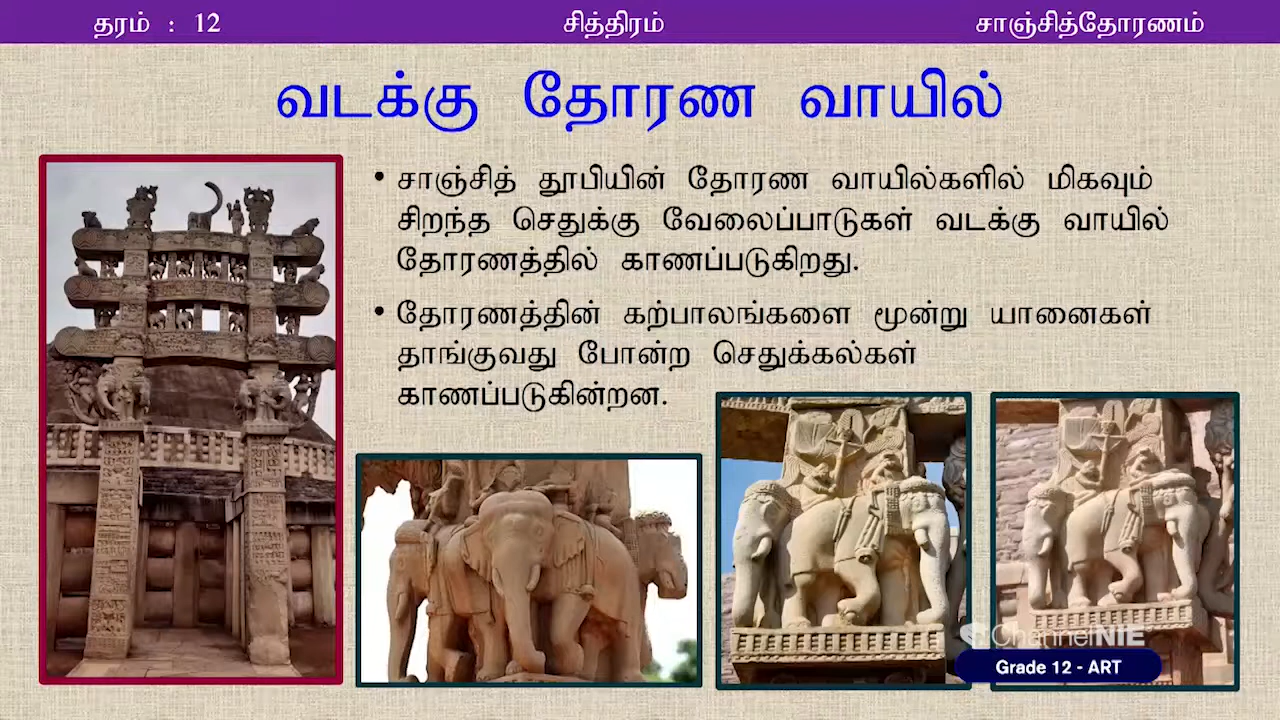 தரம் : 12 சித்திரம் சாஞ்சித்தோரணம்
வடக்கு தோரண வாயில்
• சாஞ்சித் தூபியின் தோரண வாயில்களில் மிகவும்
சிறந்த செதுக்கு வேலைப்பாடுகள் வடக்கு வாயில்
தோரணத்தில் காணப்படுகிறது.
• தோரணத்தின் கற்பாலங்களை மூன்று யானைகள்
தாங்குவது போன்ற செதுக்கல்கள்
காணப்படுகின்றன.
ChannelNIE
Grade 12 - ART